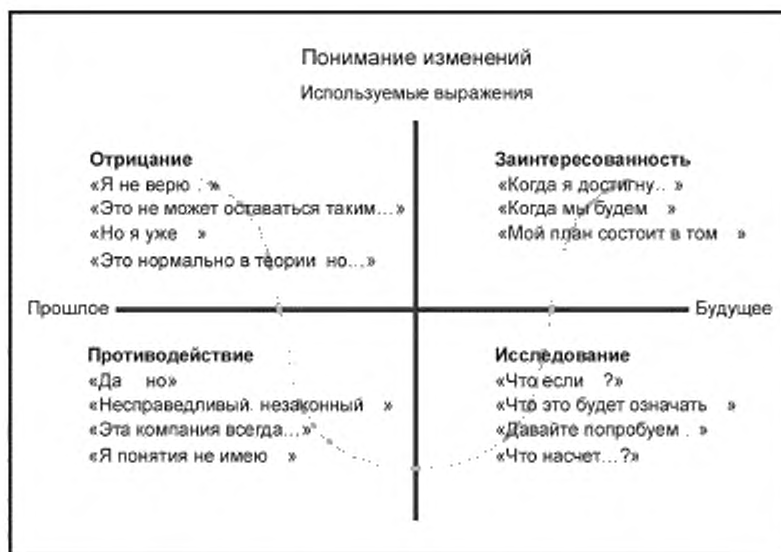 Понимание изменений
Используемые выражения
Отрицание
«Я не верю . »
«Это не может оставаться таким...»
«Но я уже »
«Это нормально в теории но...»
Заинтересованность
«Когда я достигну.. »
«Когда мы будем »
«Мой план состоит в том »
Прошлое
Будущее
Противодействие
«Да но»
«Несправедливый. незаконный »
«Эта компания всегда...»
«Я понятия не имею »
Исследование
«Что если ?»
«Что это будет означать »
«Давайте попробуем . »
«Что насчет...?»